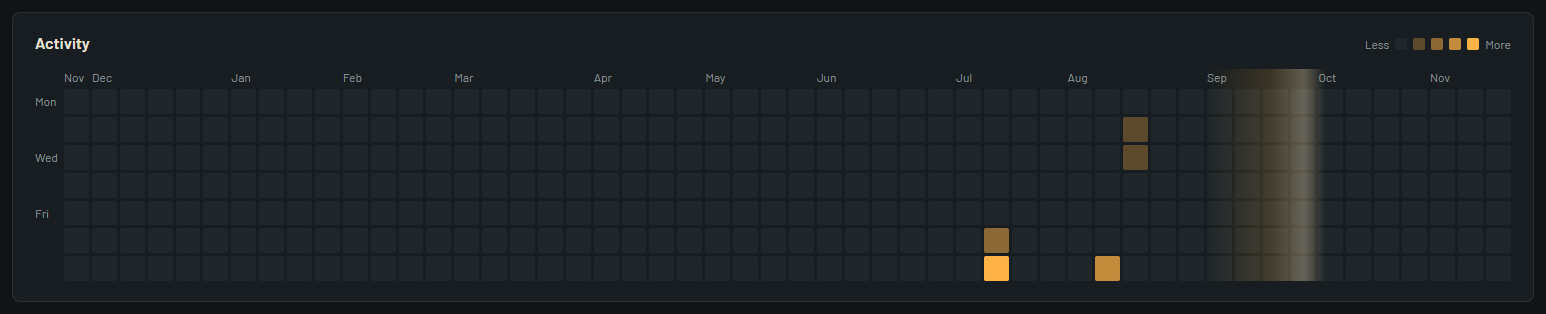 Activity
Less More
Nov Dec Jan Feb Mar Apr May Jun Jul Aug Sep Oct Nov
Mon
Wed
Fri